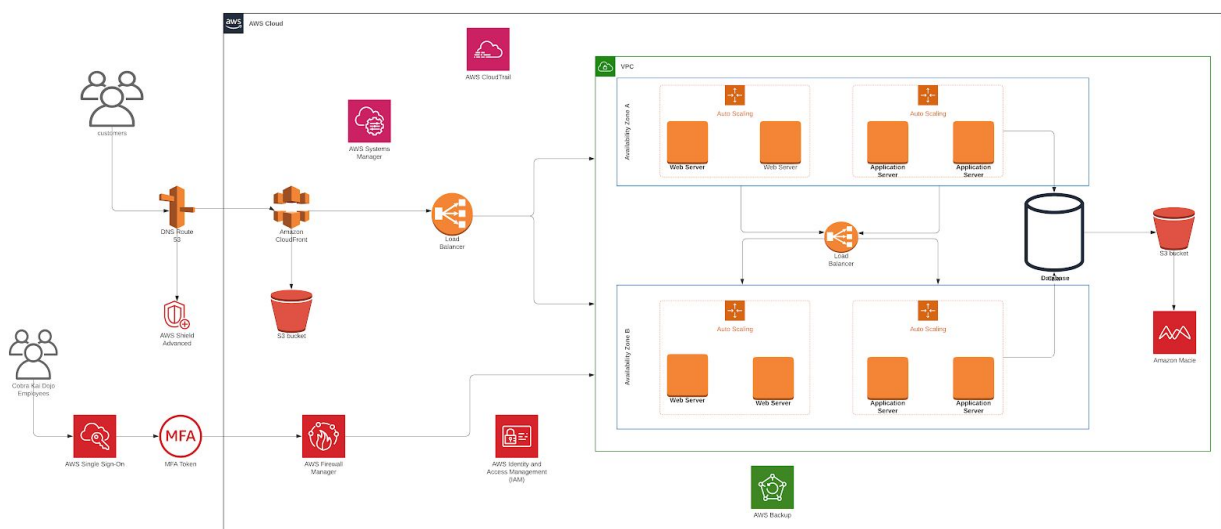 aws
AWS Cloud
AWS CloudTrail
VPC
customers
Availability Zone A
Auto Scaling
Auto Scaling
AWS Systems
Manager
Web Server
Web Server
Application
Server
Application
Server
DNS Route
53
Amazon
CloudFront
Load
Balancer
Load
Balancer
S3 bucket
Database
AWS Shield
Advanced
S3 bucket
Availability Zone B
Auto Scaling
Auto Scaling
Amazon Macie
Cobra Kai Dojo
Employees
Web Server
Web Server
Application
Server
Application
Server
MFA
AWS Single Sign-On
MFA Token
AWS Firewall
Manager
AWS Identity and
Access Management
(IAM)
AWS Backup